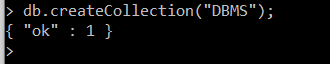 > db.createCollection("DBMS");
{ "ok" : 1 }
>